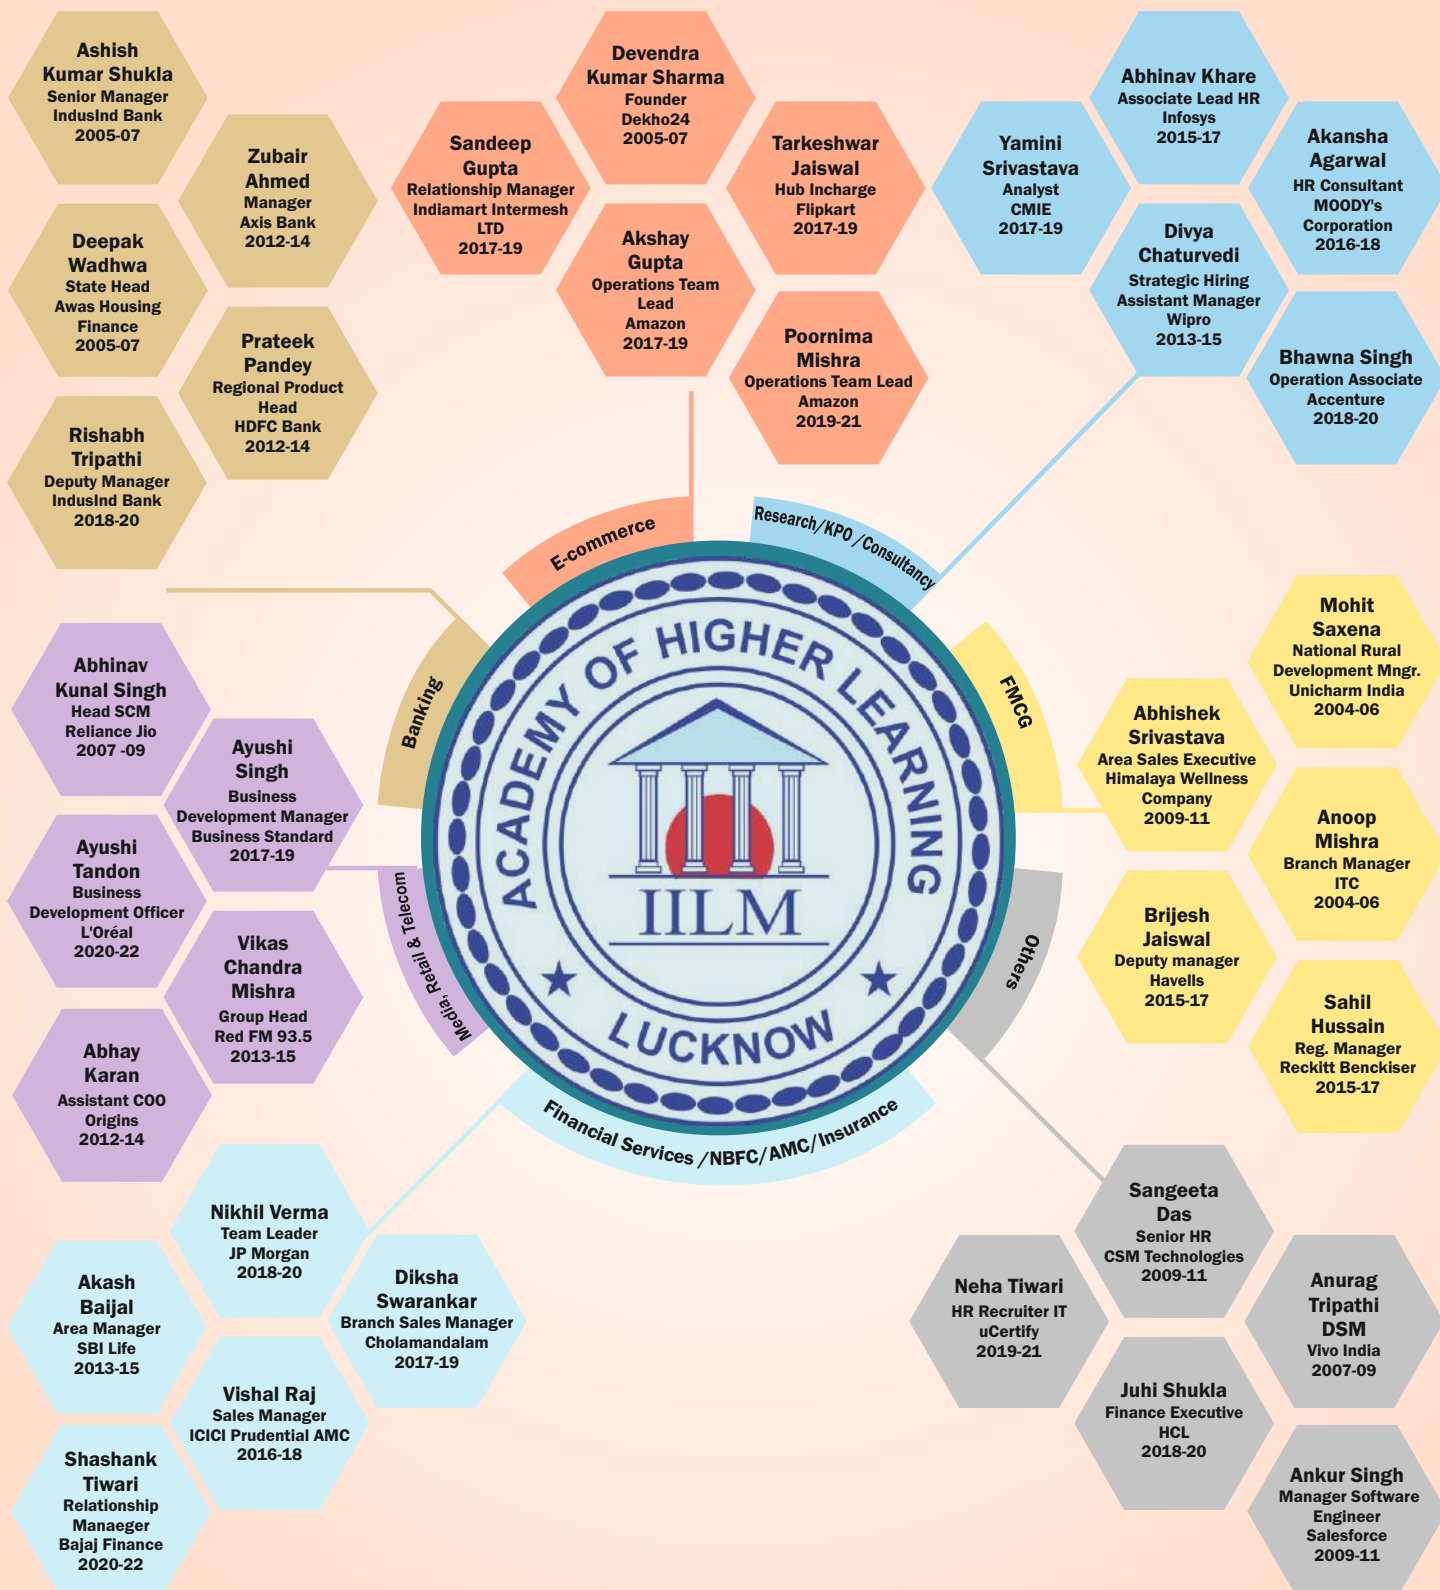 Ashish
Kumar Shukla
Senior Manager
IndusInd Bank
2005-07
Zubair
Ahmed
Manager
Axis Bank
2012-14
Deepak
Wadhwa
State Head
Awas Housing
Finance
2005-07
Prateek
Pandey
Regional Product
Head
HDFC Bank
2012-14
Rishabh
Tripathi
Deputy Manager
IndusInd Bank
2018-20
Devendra
Kumar Sharma
Founder
Dekho24
2005-07
Sandeep
Gupta
Relationship Manager
Indiamart Intermesh
LTD
2017-19
Tarkeshwar
Jaiswal
Hub Incharge
Flipkart
2017-19
Akshay
Gupta
Operations Team
Lead
Amazon
2017-19
Poornima
Mishra
Operations Team Lead
Amazon
2019-21
Abhinav Khare
Associate Lead HR
Infosys
2015-17
Yamini
Srivastava
Analyst
CMIE
2017-19
Akansha
Agarwal
HR Consultant
MOODY's
Corporation
2016-18
Divya
Chaturvedi
Strategic Hiring
Assistant Manager
Wipro
2013-15
Bhawna Singh
Operation Associate
Accenture
2018-20
E-commerce
Research/KPO /Consultancy
Banking
FMCG
Media, Retail & Telecom
Others
Financial Services /NBFC/AMC/Insurance
ACADEMY OF HIGHER LEARNING
IILM
LUCKNOW
Abhinav
Kunal Singh
Head SCM
Reliance Jio
2007 -09
Ayushi
Singh
Business
Development Manager
Business Standard
2017-19
Ayushi
Tandon
Business
Development Officer
L'Oréal
2020-22
Vikas
Chandra
Mishra
Group Head
Red FM 93.5
2013-15
Abhay
Karan
Assistant COO
Origins
2012-14
Mohit
Saxena
National Rural
Development Mngr.
Unicharm India
2004-06
Abhishek
Srivastava
Area Sales Executive
Himalaya Wellness
Company
2009-11
Anoop
Mishra
Branch Manager
ITC
2004-06
Brijesh
Jaiswal
Deputy manager
Havells
2015-17
Sahil
Hussain
Reg. Manager
Reckitt Benckiser
2015-17
Nikhil Verma
Team Leader
JP Morgan
2018-20
Akash
Baijal
Area Manager
SBI Life
2013-15
Diksha
Swarankar
Branch Sales Manager
Cholamandalam
2017-19
Vishal Raj
Sales Manager
ICICI Prudential AMC
2016-18
Shashank
Tiwari
Relationship
Manaeger
Bajaj Finance
2020-22
Sangeeta
Das
Senior HR
CSM Technologies
2009-11
Neha Tiwari
HR Recruiter IT
uCertify
2019-21
Anurag
Tripathi
DSM
Vivo India
2007-09
Juhi Shukla
Finance Executive
HCL
2018-20
Ankur Singh
Manager Software
Engineer
Salesforce
2009-11